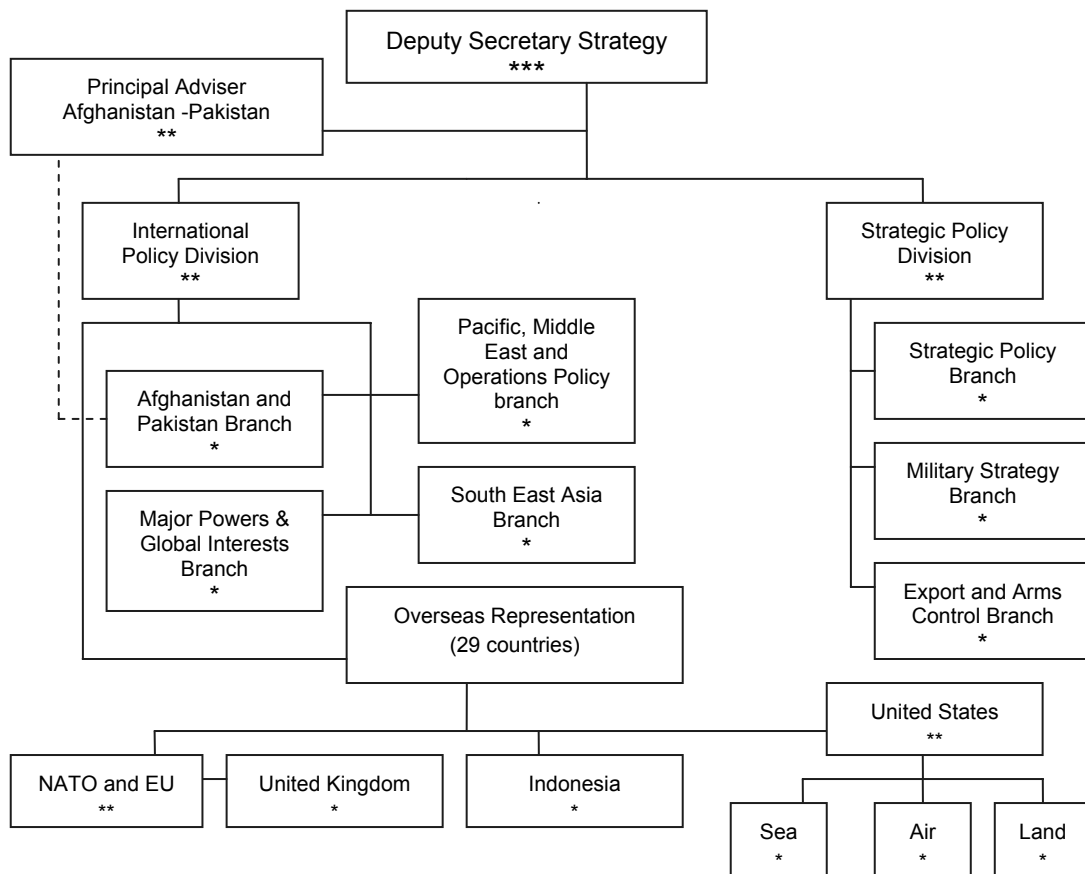 Deputy Secretary Strategy
***
Principal Adviser
Afghanistan -Pakistan
**
International
Policy Division
**
Strategic Policy
Division
**
Pacific, Middle
East and
Operations Policy
branch
*
Strategic Policy
Branch
*
Afghanistan and
Pakistan Branch
*
South East Asia
Branch
*
Military Strategy
Branch
*
Major Powers &
Global Interests
Branch
*
Export and Arms
Control Branch
*
Overseas Representation
(29 countries)
United States
**
NATO and EU
**
United Kingdom
*
Indonesia
*
Sea
*
Air
*
Land
*